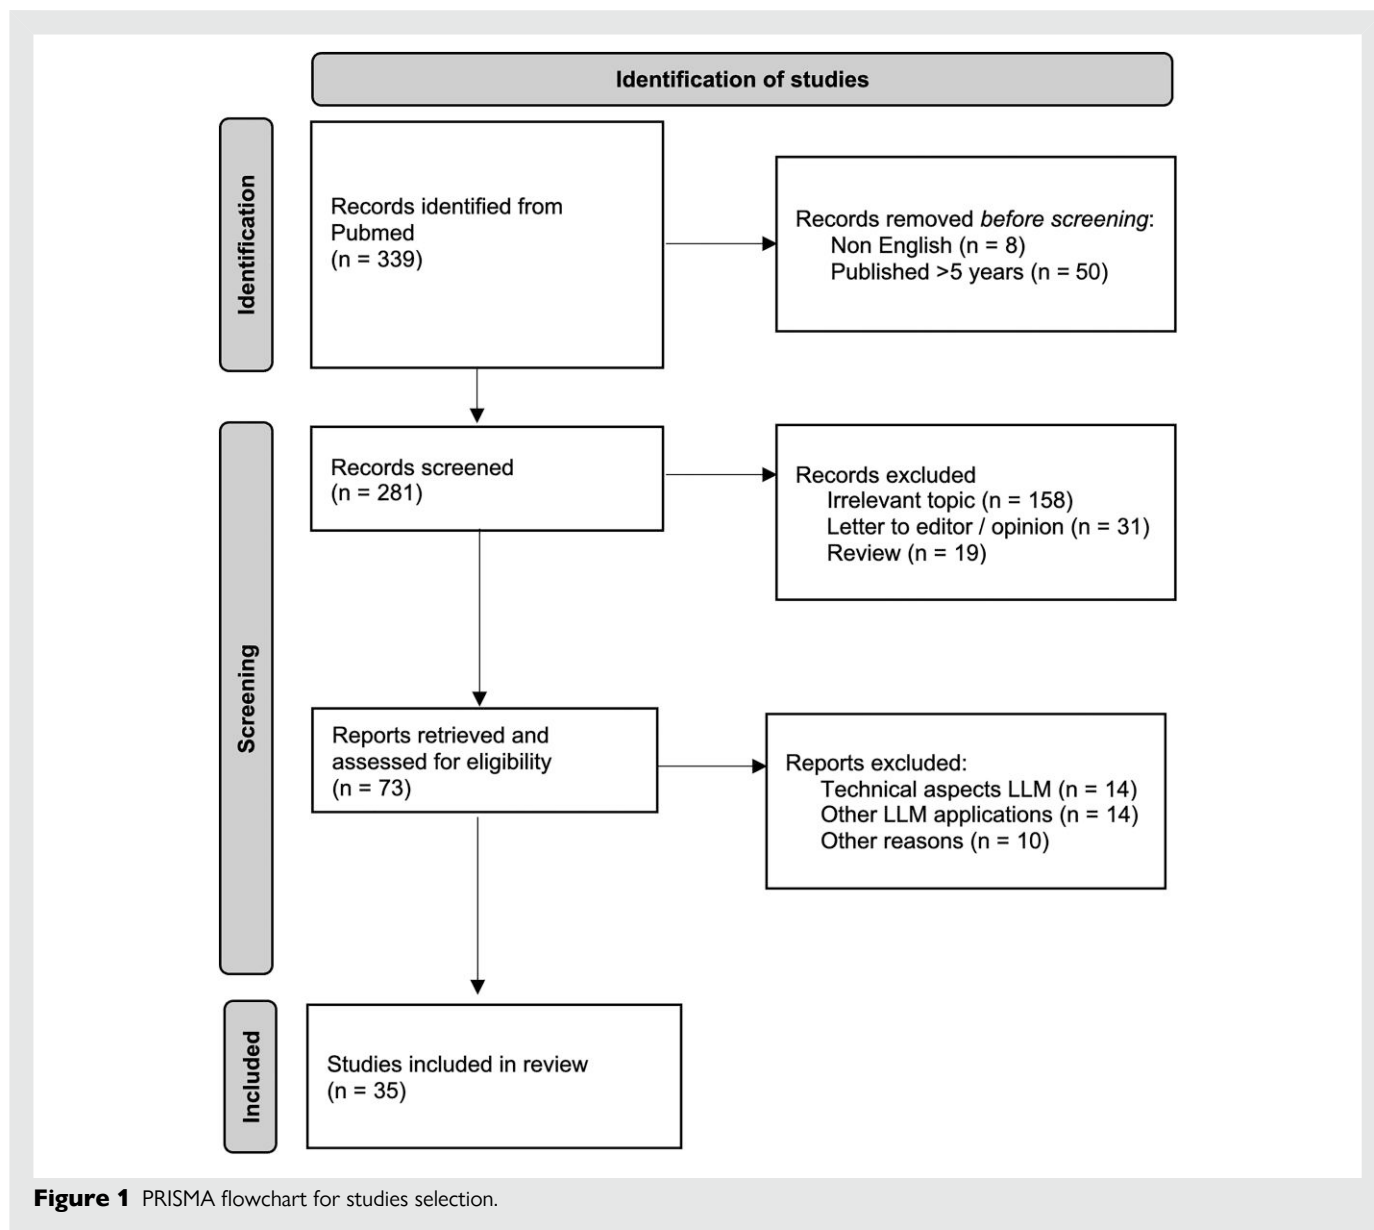 Identification of studies
Identification
Records identified from
Pubmed
(n = 339)
Records removed before screening:
Non English (n = 8)
Published >5 years (n = 50)
Screening
Records screened
(n = 281)
Records excluded
Irrelevant topic (n = 158)
Letter to editor / opinion (n = 31)
Review (n = 19)
Reports retrieved and
assessed for eligibility
(n = 73)
Reports excluded:
Technical aspects LLM (n = 14)
Other LLM applications (n = 14)
Other reasons (n = 10)
Included
Studies included in review
(n = 35)
Figure 1 PRISMA flowchart for studies selection.